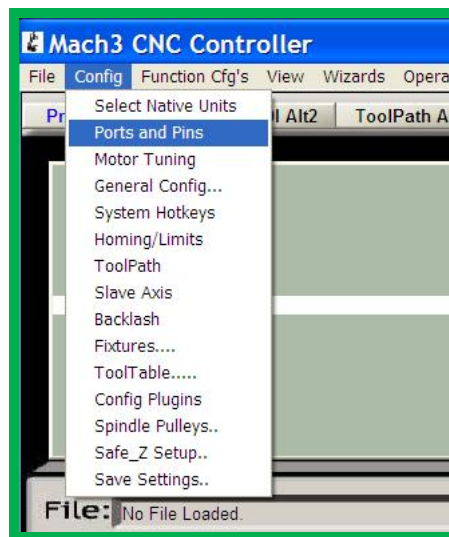 Mach3 CNC Controller
File Config Function Cfg's View Wizards Opera
Pr I Alt2 ToolPath A
Select Native Units
Ports and Pins
Motor Tuning
General Config...
System Hotkeys
Homing/Limits
ToolPath
Slave Axis
Backlash
Fixtures....
ToolTable.....
Config Plugins
Spindle Pulleys..
Safe_Z Setup..
Save Settings..
File: No File Loaded.